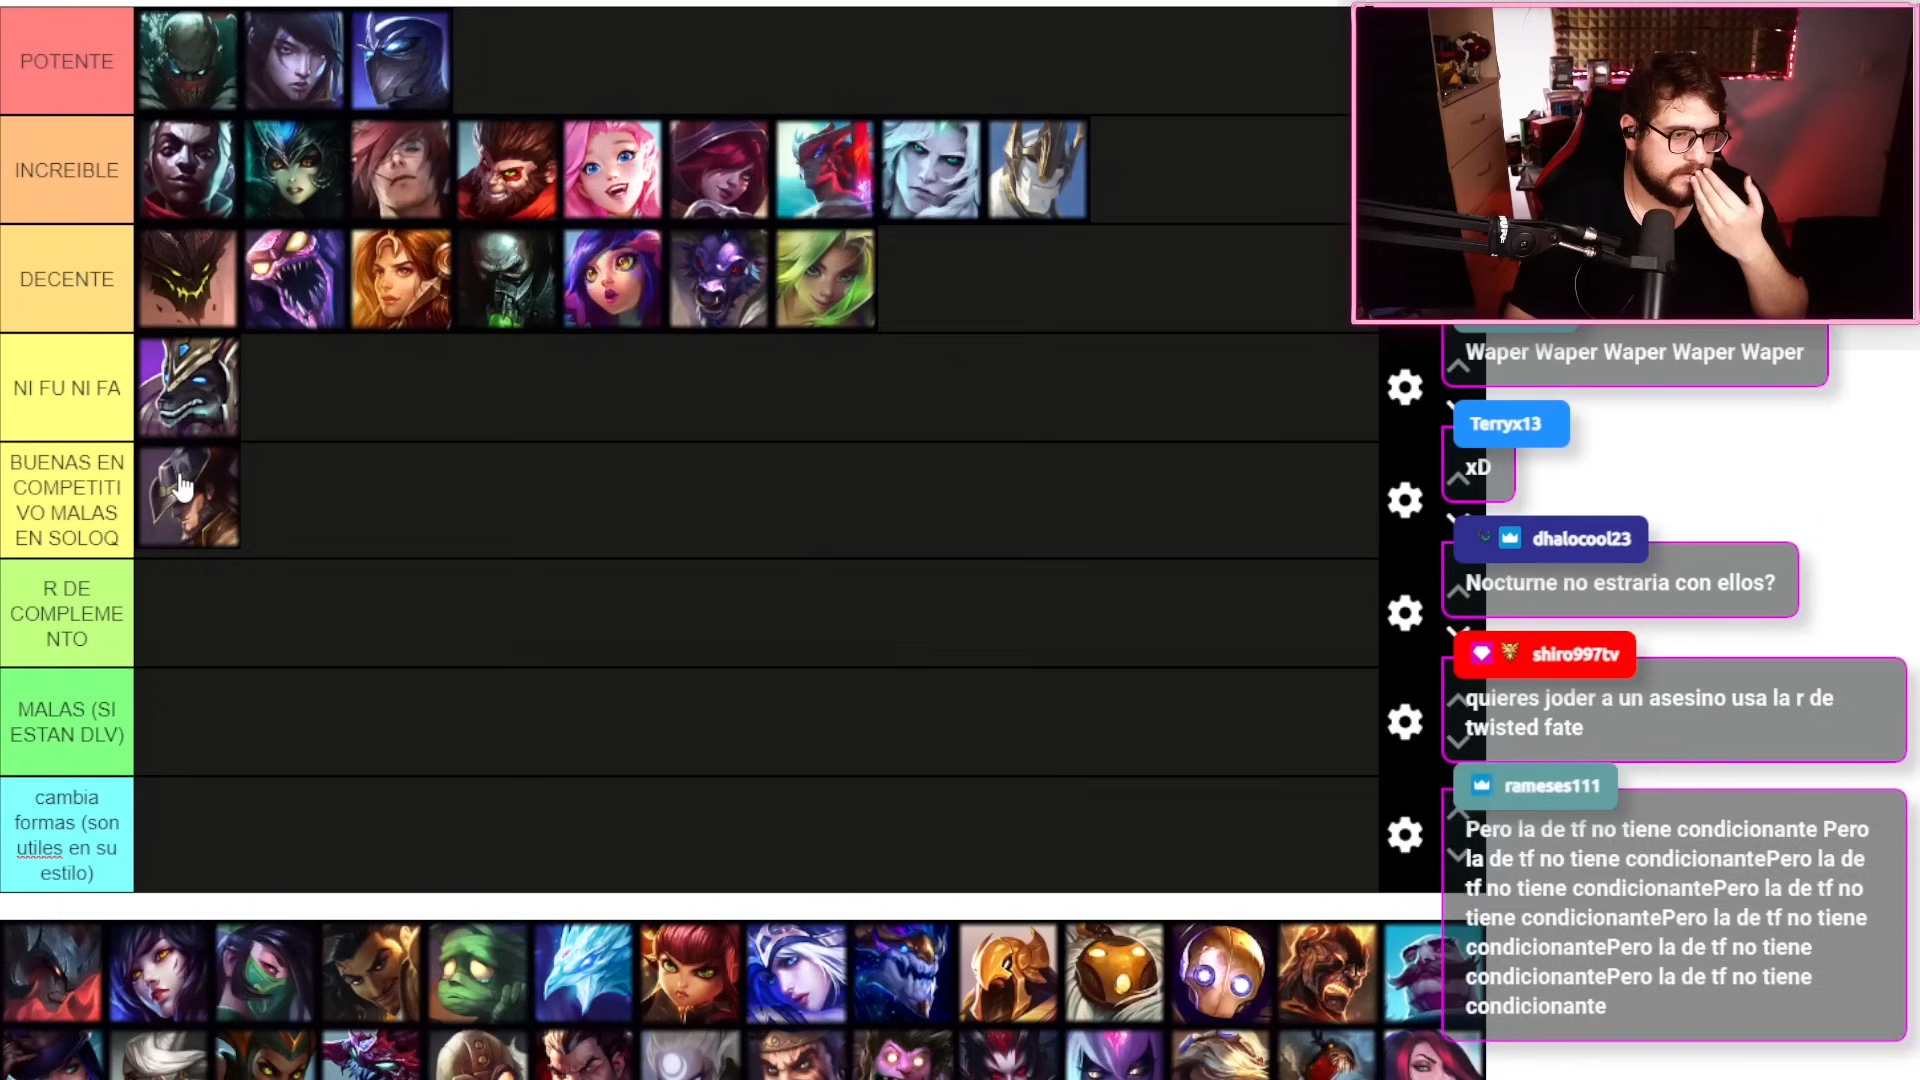 POTENTE
INCREIBLE
DECENTE
NI FU NI FA
BUENAS EN
COMPETITI
VO MALAS
EN SOLOQ
R DE
COMPLEME
NTO
MALAS (SI
ESTAN DLV)
cambia
formas (son
utiles en su
estilo)
Waper Waper Waper Waper Waper
Terryx13
xD
dhalocool23
Nocturne no estraria con ellos?
shiro997tv
quieres joder a un asesino usa la r de
twisted fate
rameses111
Pero la de tf no tiene condicionante Pero
la de tf no tiene condicionantePero la de
tf no tiene condicionantePero la de tf no
tiene condicionantePero la de tf no tiene
condicionantePero la de tf no tiene
condicionantePero la de tf no tiene
condicionante